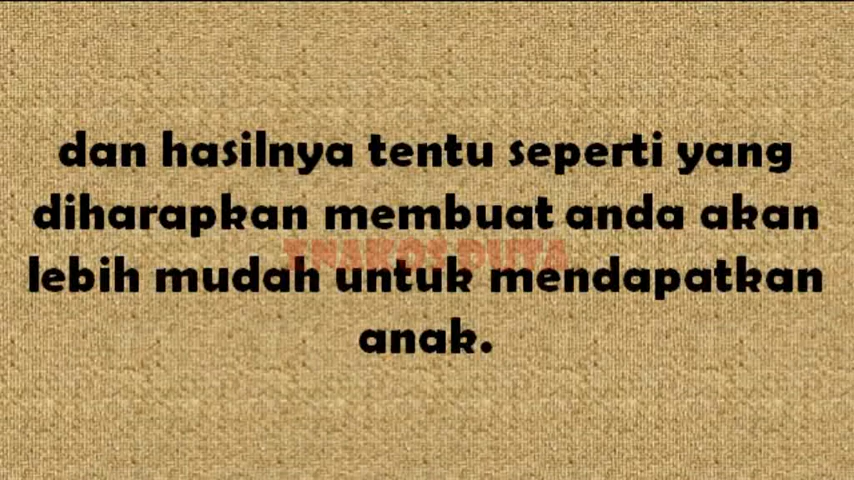 dan hasilnya tentu seperti yang
diharapkan membuat anda akan
lebih mudah untuk mendapatkan
anak.